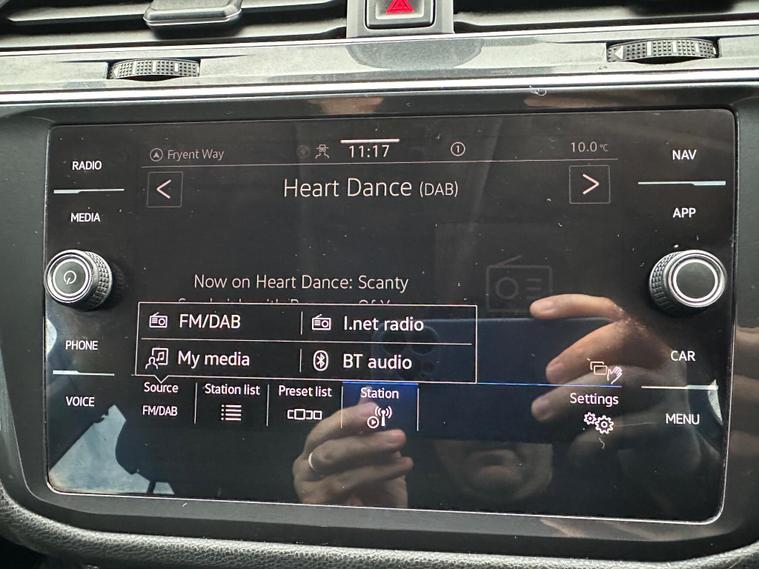 RADIO
MEDIA
PHONE
VOICE
Fryent Way
11:17
1
10.0°C
Heart Dance (DAB)
Now on Heart Dance: Scanty
FM/DAB
I.net radio
My media
BT audio
Source
FM/DAB
Station list
Preset list
Station
Settings
NAV
APP
CAR
MENU